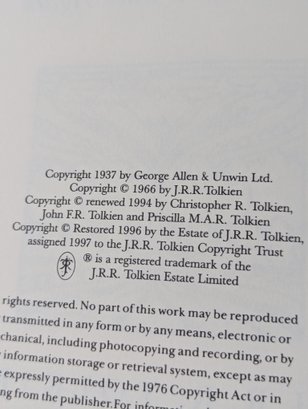 Copyright 1937 by George Allen & Unwin Ltd.
Copyright © 1966 by J.R.R.Tolkien
Copyright © renewed 1994 by Christopher R. Tolkien,
John F.R. Tolkien and Priscilla M.A.R. Tolkien
Copyright © Restored 1996 by the Estate of J.R.R. Tolkien,
assigned 1997 to the J.R.R. Tolkien Copyright Trust
® is a registered trademark of the
J.R.R. Tolkien Estate Limited
rights reserved. No part of this work may be reproduced
transmitted in any form or by any means, electronic or
chanical, including photocopying and recording, or by
information storage or retrieval system, except as may
expressly permitted by the 1976 Copyright Act or in
ng from the publisher.For